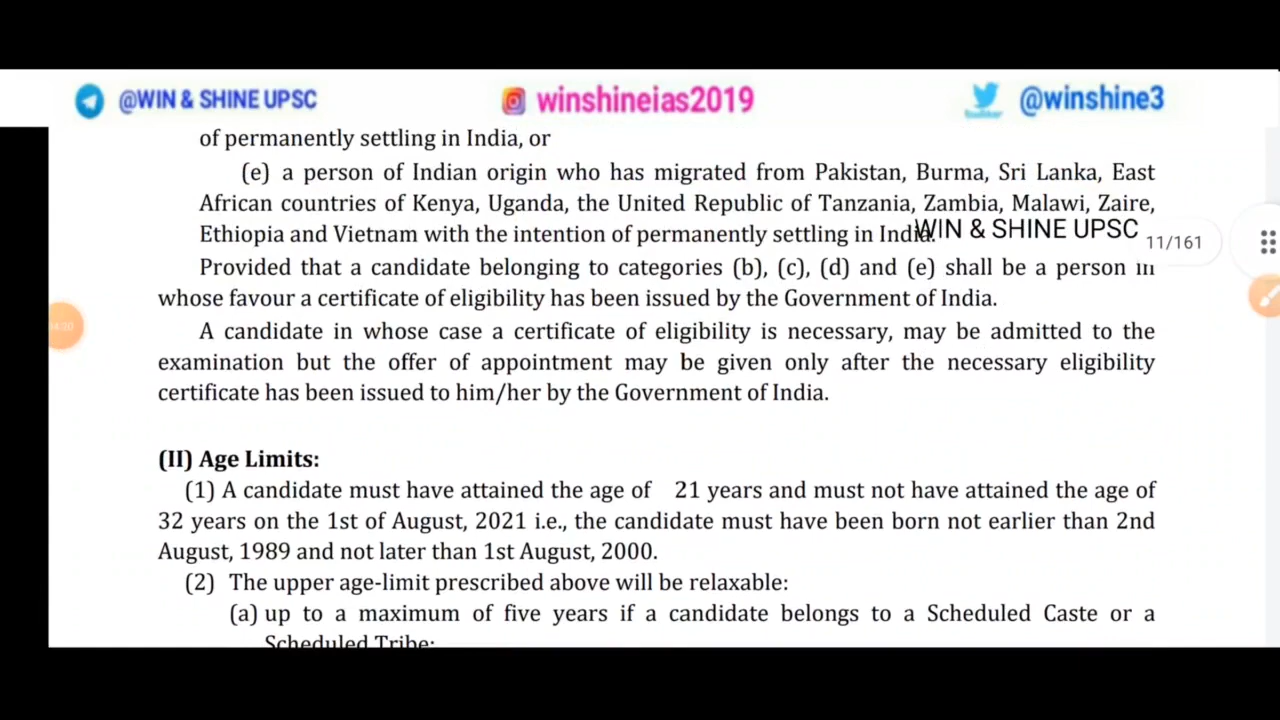 @WIN & SHINE UPSC winshineias2019 @winshine3
of permanently settling in India, or
(e) a person of Indian origin who has migrated from Pakistan, Burma, Sri Lanka, East
African countries of Kenya, Uganda, the United Republic of Tanzania, Zambia, Malawi, Zaire,
Ethiopia and Vietnam with the intention of permanently settling in India.
WIN & SHINE UPSC
11/161
Provided that a candidate belonging to categories (b), (c), (d) and (e) shall be a person in
whose favour a certificate of eligibility has been issued by the Government of India.
A candidate in whose case a certificate of eligibility is necessary, may be admitted to the
examination but the offer of appointment may be given only after the necessary eligibility
certificate has been issued to him/her by the Government of India.
(II) Age Limits:
(1) A candidate must have attained the age of 21 years and must not have attained the age of
32 years on the 1st of August, 2021 i.e., the candidate must have been born not earlier than 2nd
August, 1989 and not later than 1st August, 2000.
(2) The upper age-limit prescribed above will be relaxable:
(a) up to a maximum of five years if a candidate belongs to a Scheduled Caste or a
Scheduled Tribe;